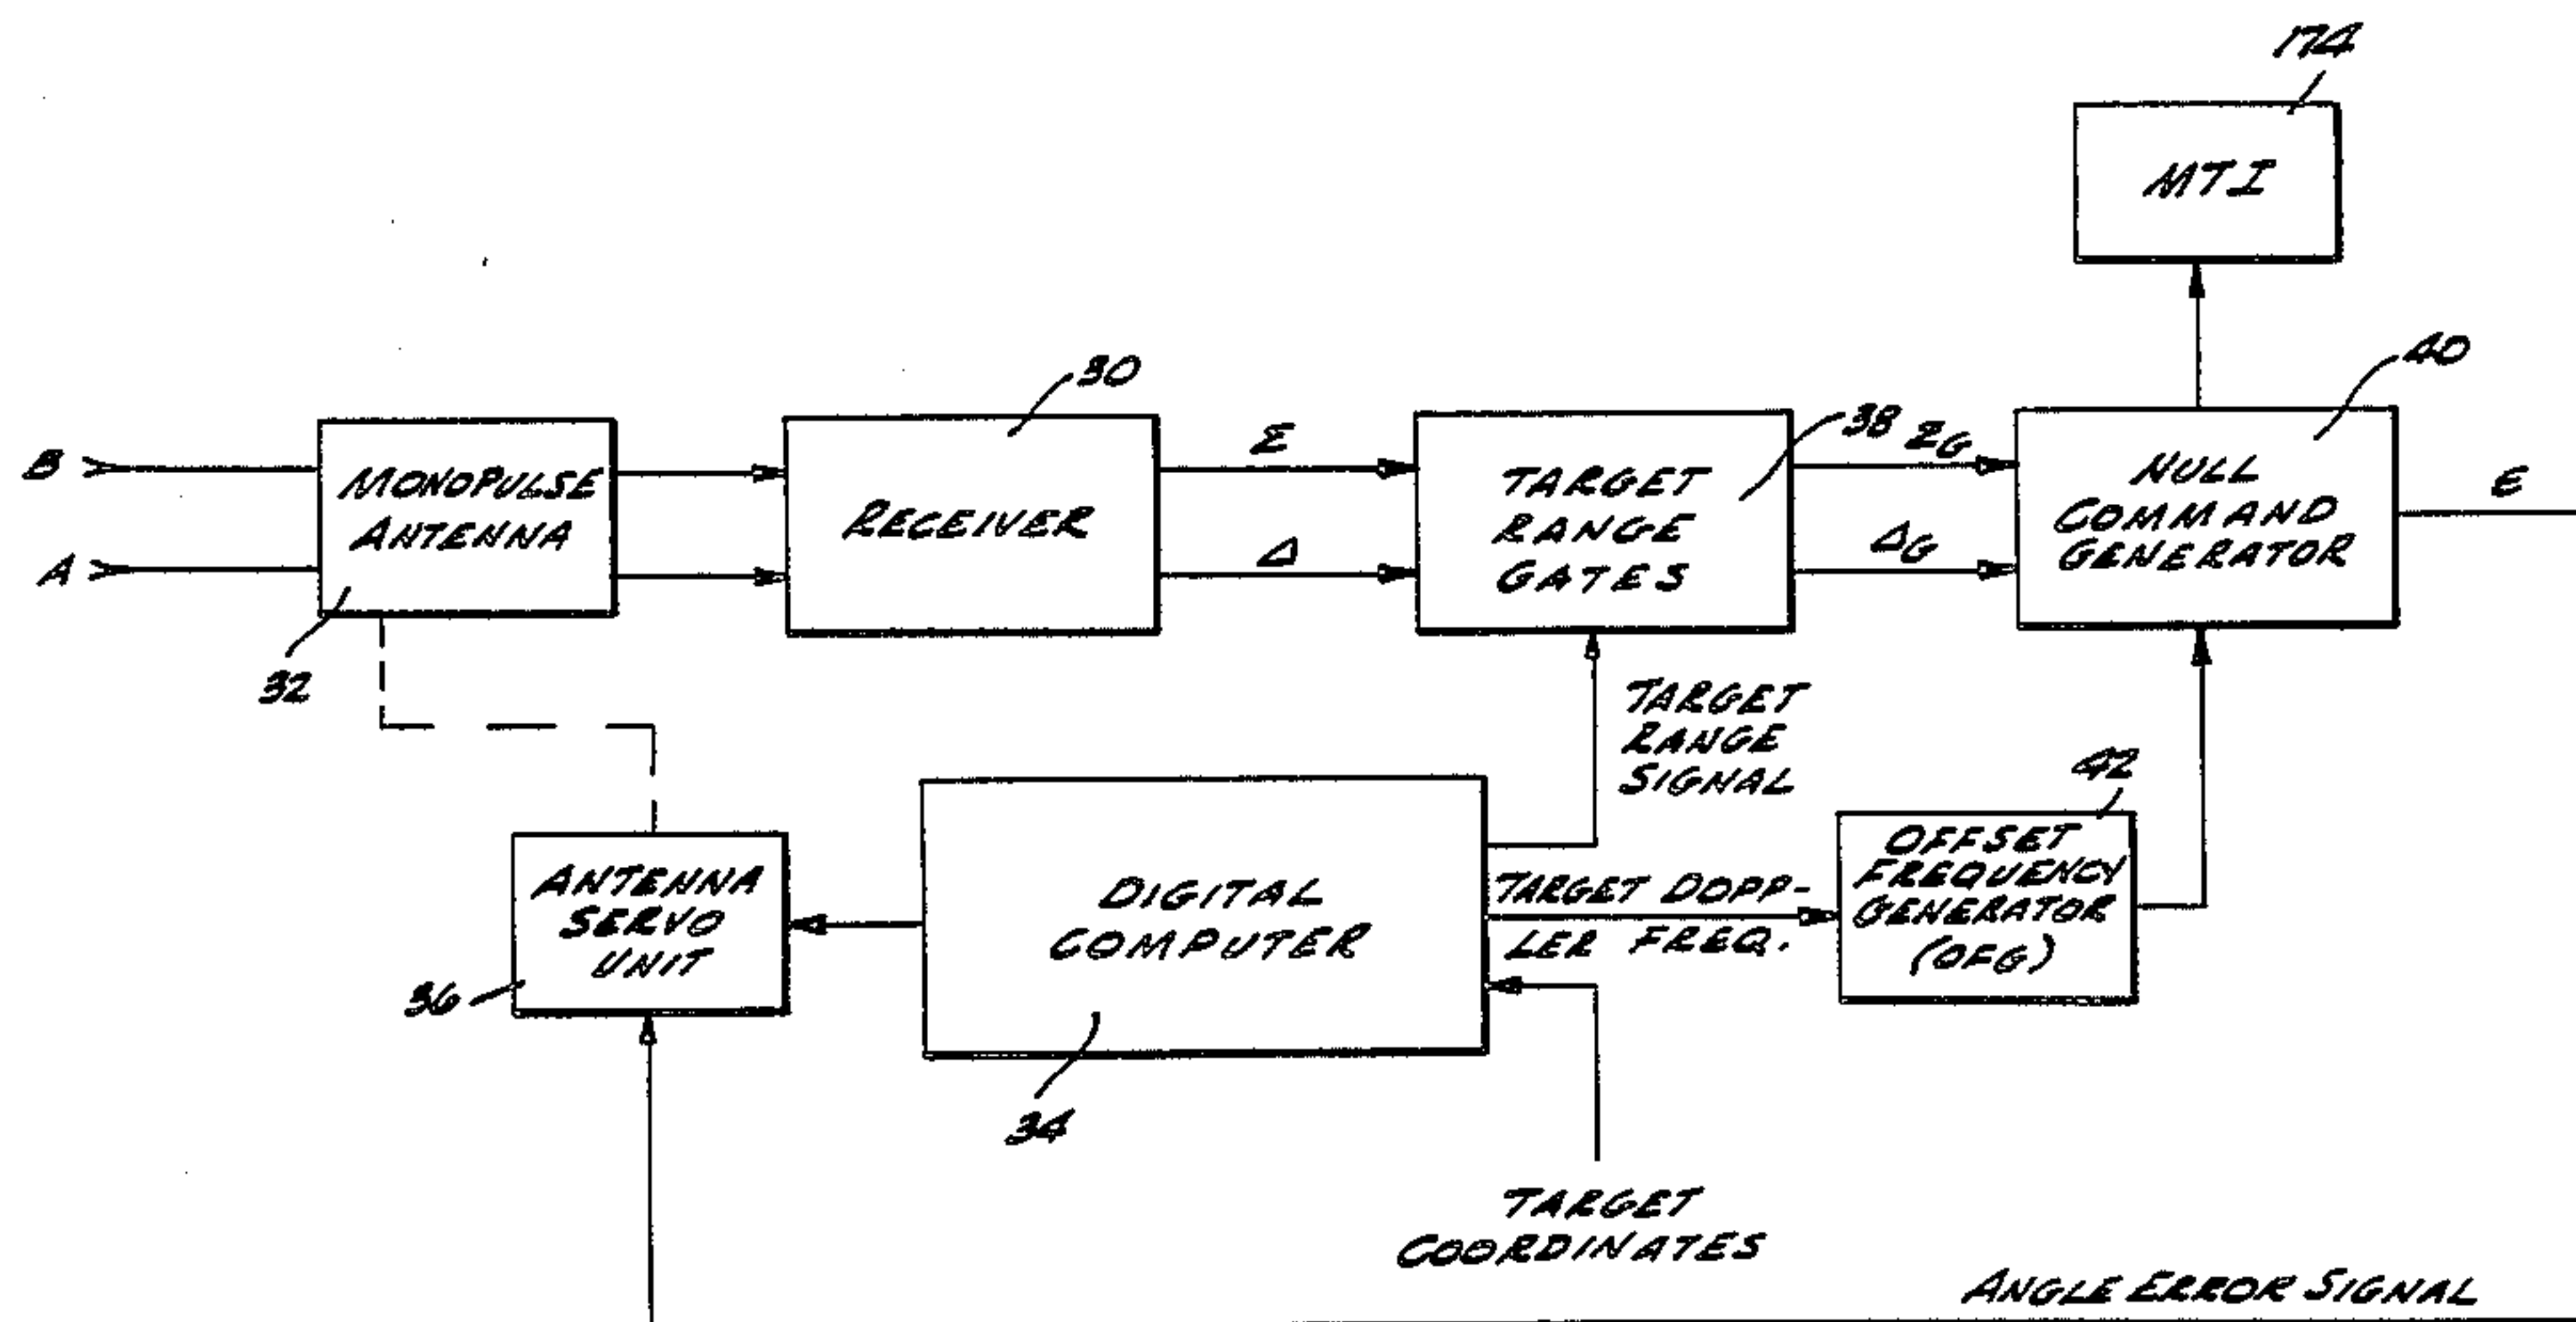 174
MTI
40
30
38
B
MONOPULSE
ANTENNA
A
32
RECEIVER
Σ
Δ
TARGET
RANGE
GATES
ΣG
ΔG
NULL
COMMAND
GENERATOR
ε
TARGET
RANGE
SIGNAL
42
ANTENNA
SERVO
UNIT
36
DIGITAL
COMPUTER
34
TARGET DOPP-
LER FREQ.
OFFSET
FREQUENCY
GENERATOR
(OFG)
TARGET
COORDINATES
ANGLE ERROR SIGNAL